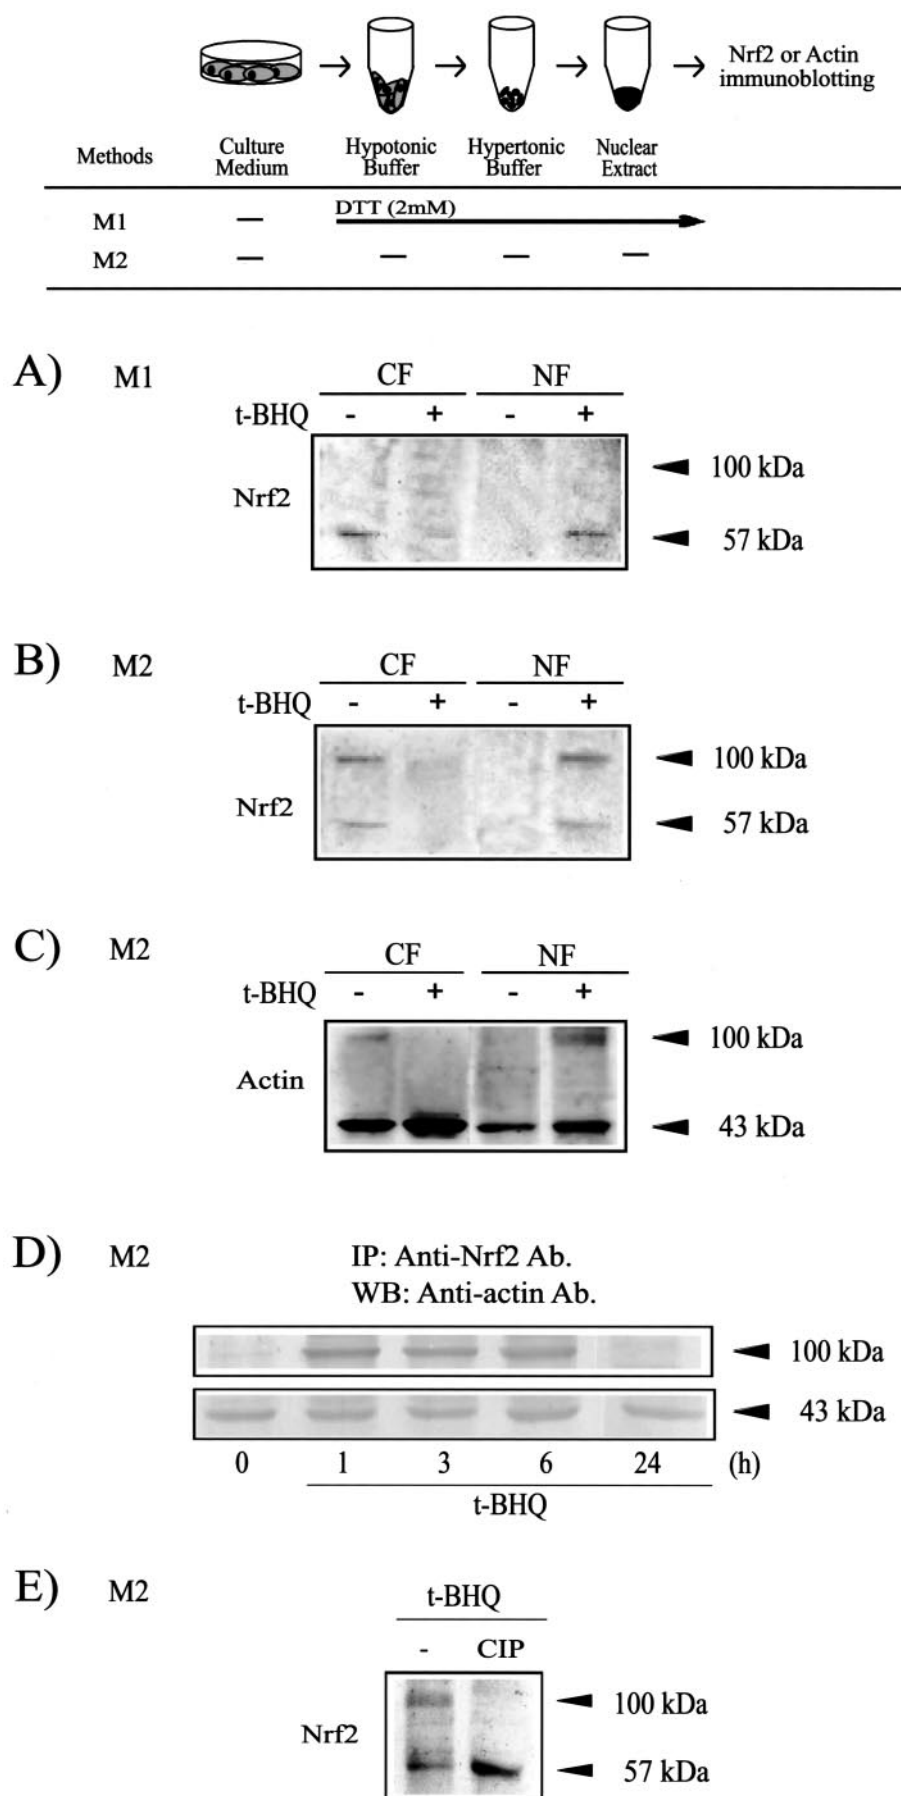 Nrf2 or Actin
immunoblotting
Methods
Culture
Medium
Hypotonic
Buffer
Hypertonic
Buffer
Nuclear
Extract
M1 — DTT (2mM)
M2 — — — —
A) M1
CF NF
t-BHQ - + - +
Nrf2
100 kDa
57 kDa
B) M2
CF NF
t-BHQ - + - +
Nrf2
100 kDa
57 kDa
C) M2
CF NF
t-BHQ - + - +
Actin
100 kDa
43 kDa
D) M2
IP: Anti-Nrf2 Ab.
WB: Anti-actin Ab.
100 kDa
43 kDa
0 1 3 6 24 (h)
t-BHQ
E) M2
t-BHQ
- CIP
Nrf2
100 kDa
57 kDa